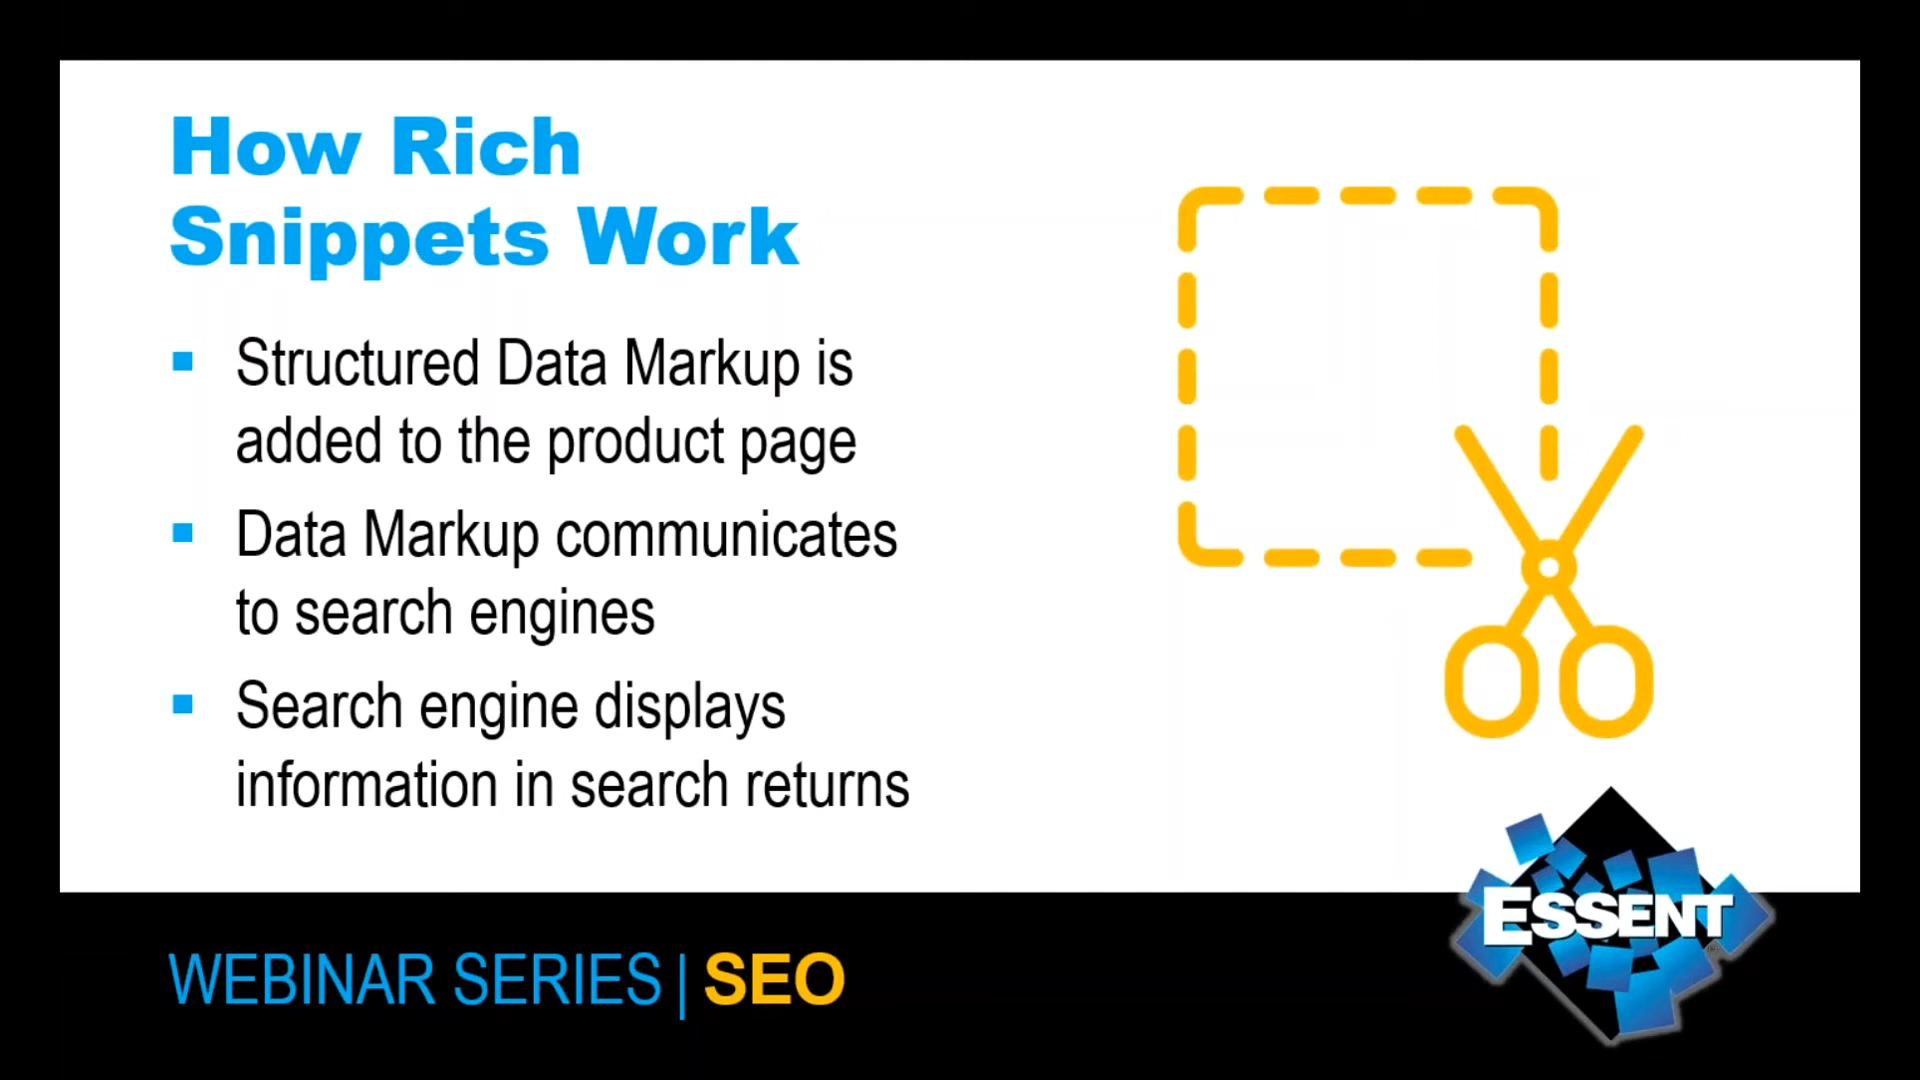 How Rich
Snippets Work
▪ Structured Data Markup is
added to the product page
▪ Data Markup communicates
to search engines
▪ Search engine displays
information in search returns
WEBINAR SERIES | SEO
ESSENT